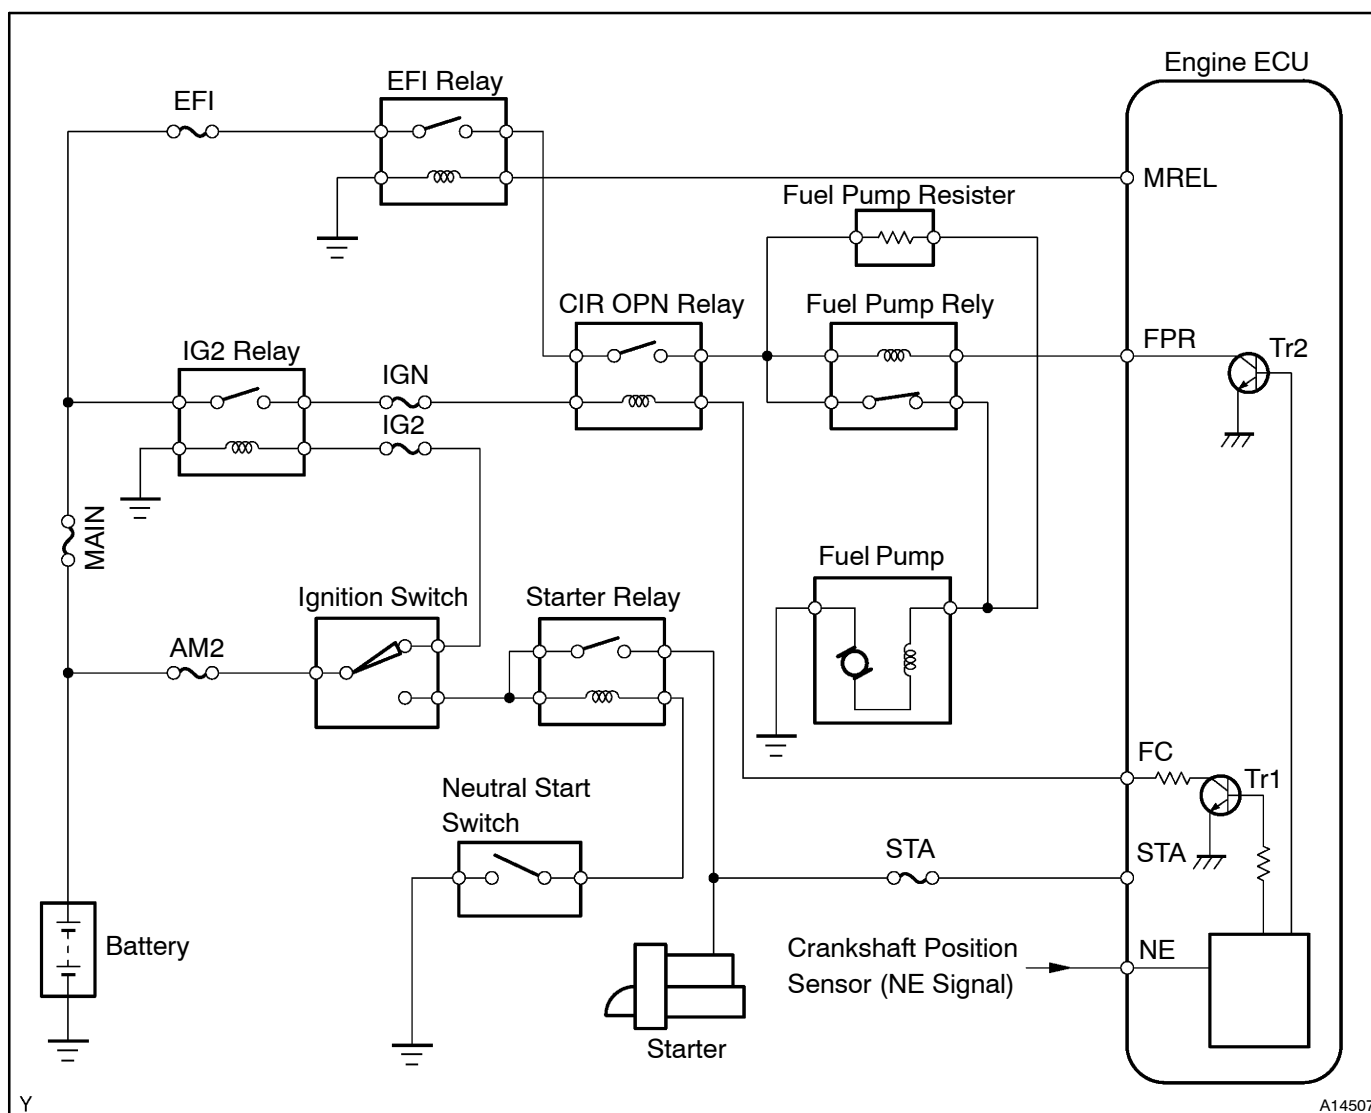 Engine ECU
EFI Relay
EFI
MREL
Fuel Pump Resister
CIR OPN Relay
Fuel Pump Rely
FPR
Tr2
IG2 Relay
IGN
IG2
MAIN
Fuel Pump
Ignition Switch
Starter Relay
AM2
FC
Tr1
Neutral Start
Switch
STA
STA
Battery
Crankshaft Position
Sensor (NE Signal)
NE
Starter
Y
A14507